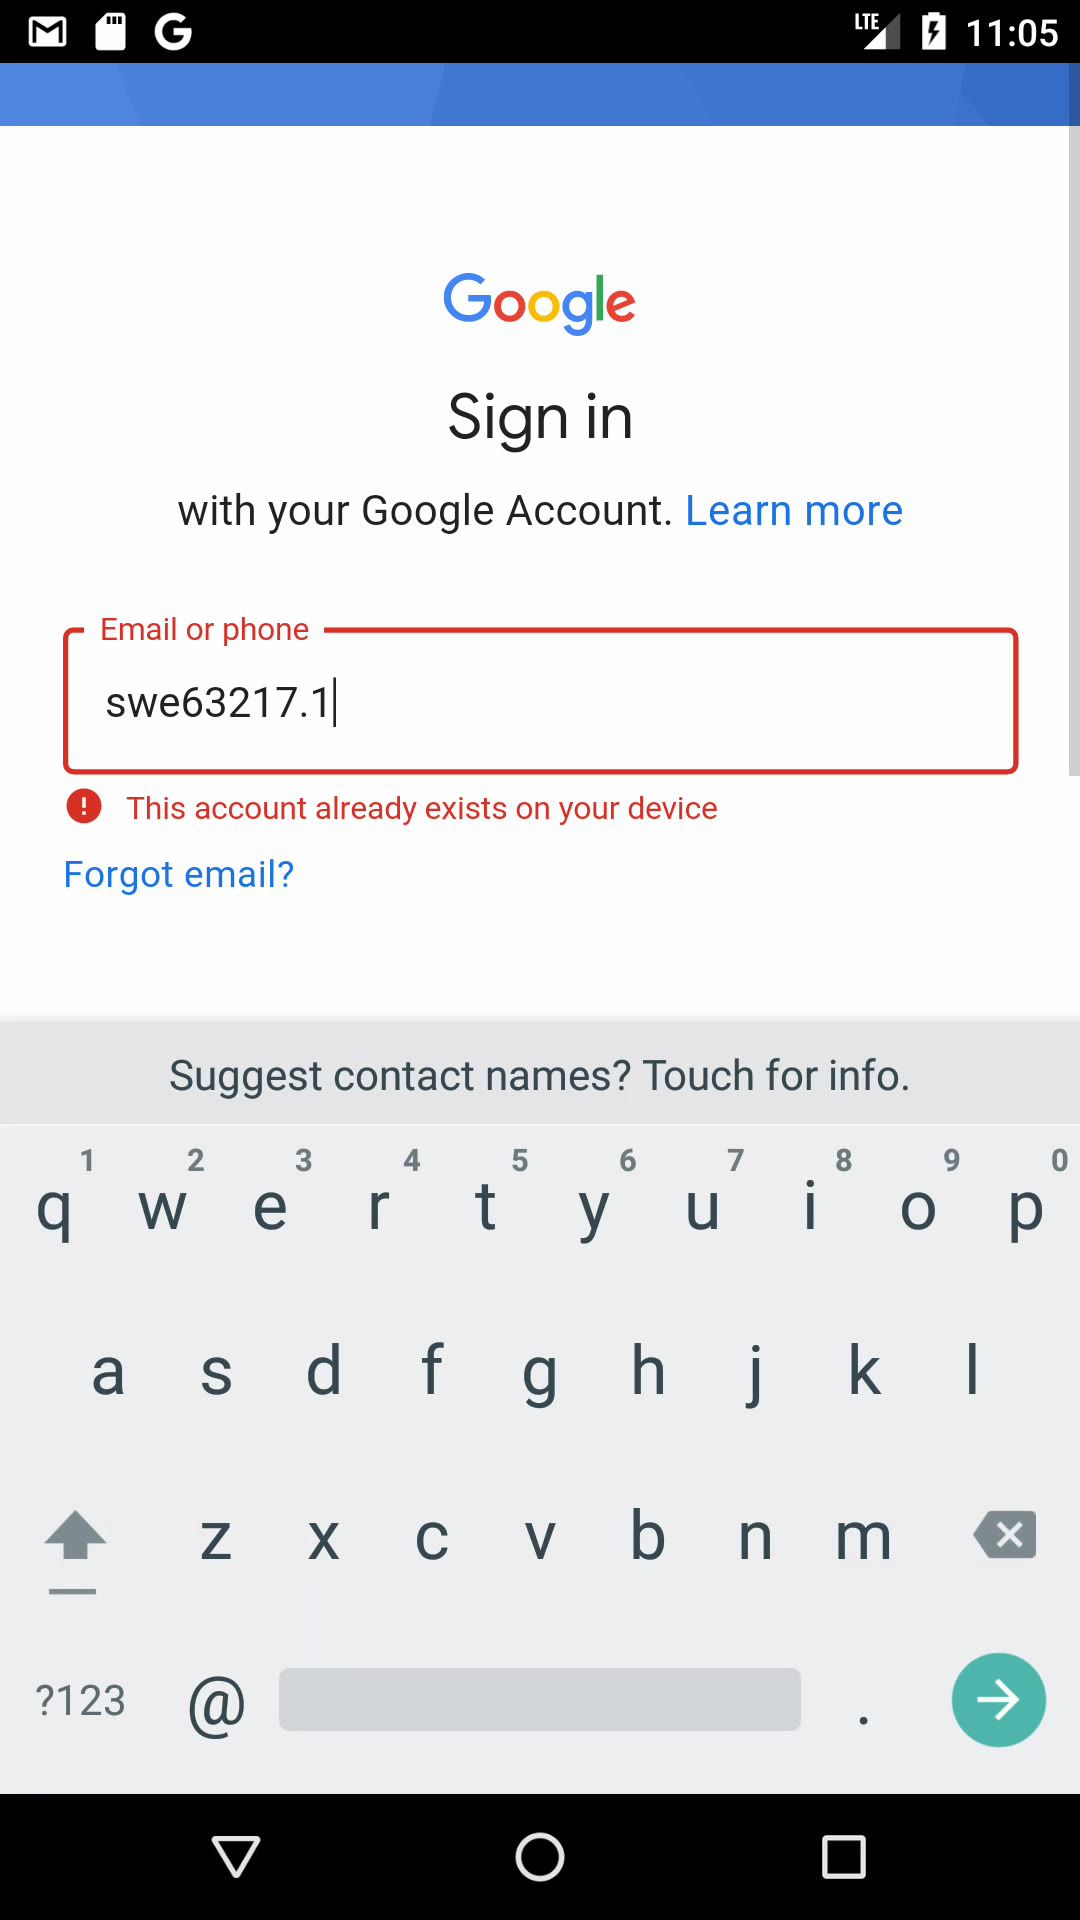 LTE 11:05
Google
Sign in
with your Google Account. Learn more
Email or phone
swe63217.1
This account already exists on your device
Forgot email?
Suggest contact names? Touch for info.
1 2 3 4 5 6 7 8 9 0
q w e r t y u i o p
a s d f g h j k l
z x c v b n m
?123 @ .